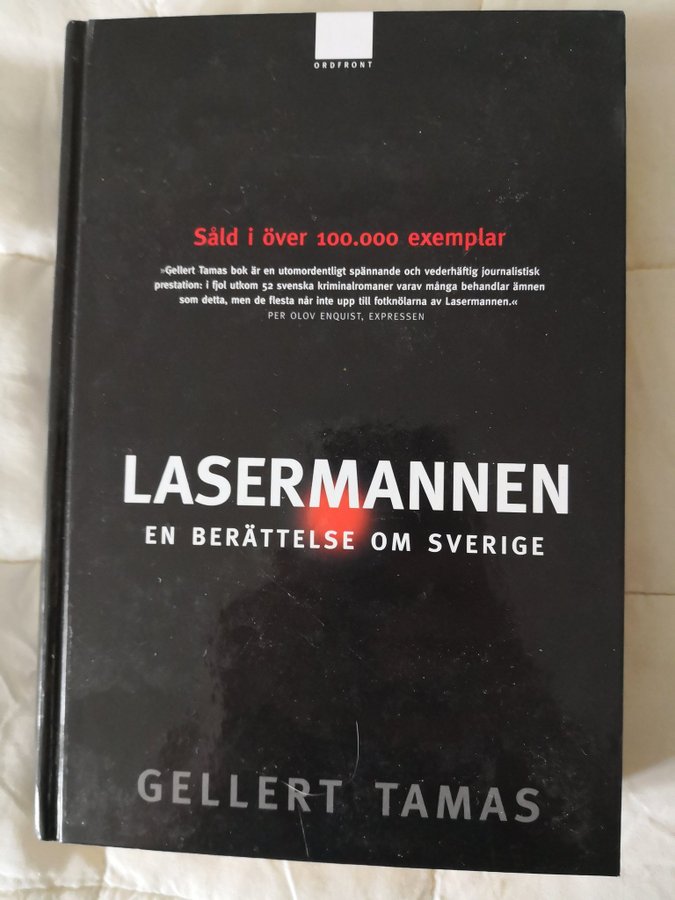 ORDFRONT
Såld i över 100.000 exemplar
»Gellert Tamas bok är en utomordentligt spännande och vederhäftig journalistisk
prestation: i fjol utkom 52 svenska kriminalromaner varav många behandlar ämnen
som detta, men de flesta når inte upp till fotknölarna av Lasermannen.«
PER OLOV ENQUIST, EXPRESSEN
LASERMANNEN
EN BERÄTTELSE OM SVERIGE
GELLERT TAMAS